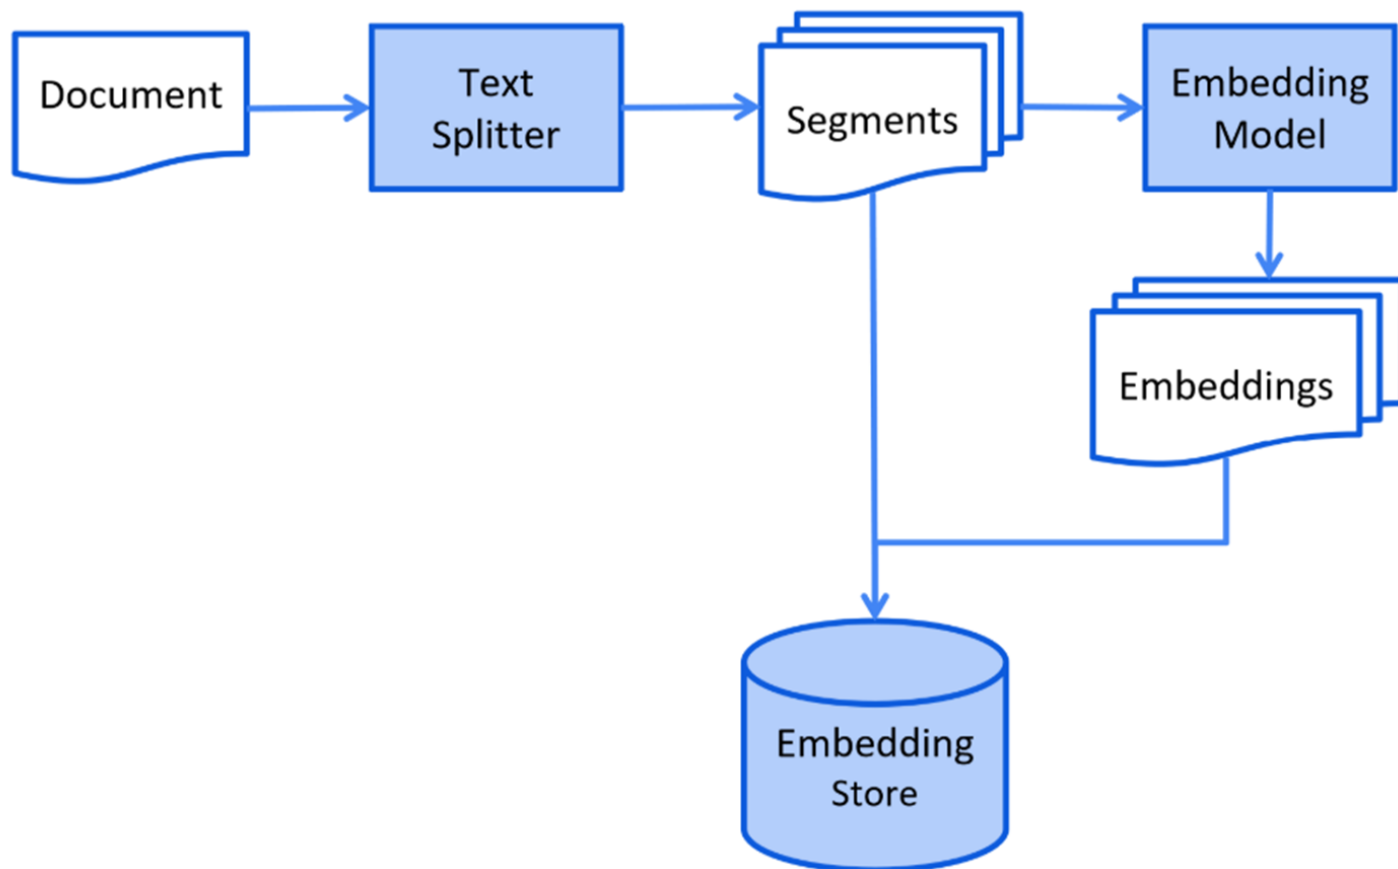 Document
Text
Splitter
Segments
Embedding
Model
Embeddings
Embedding
Store